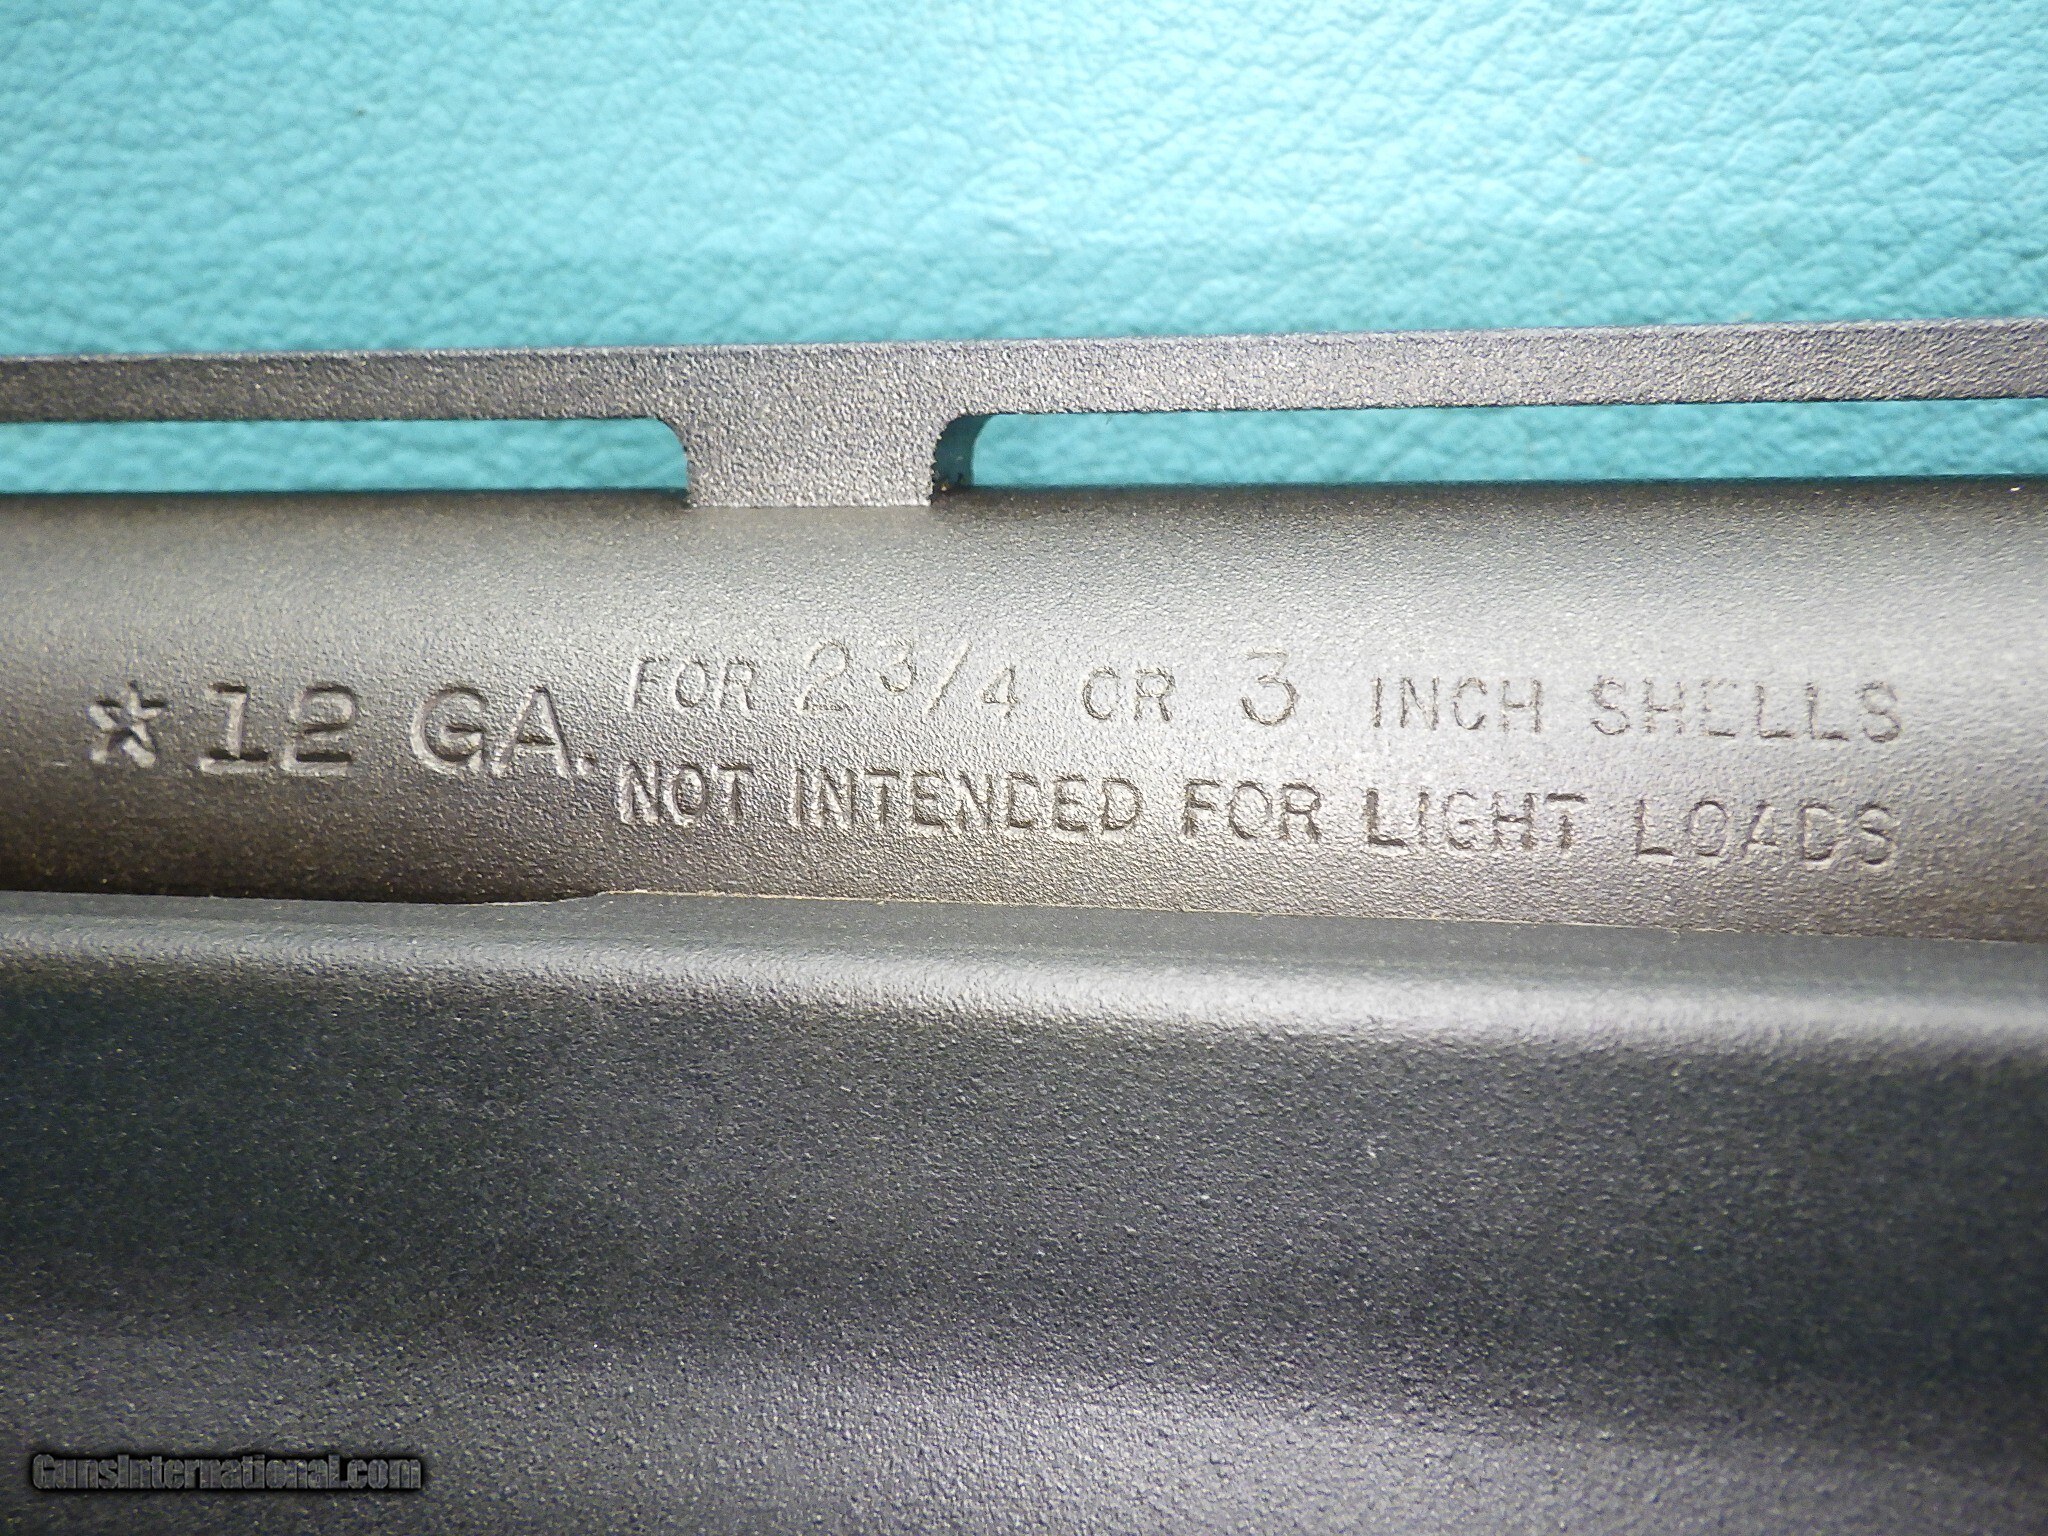 ★ 12 GA. FOR 2 3/4 OR 3 INCH SHELLS
NOT INTENDED FOR LIGHT LOADS
GunsInternational.com